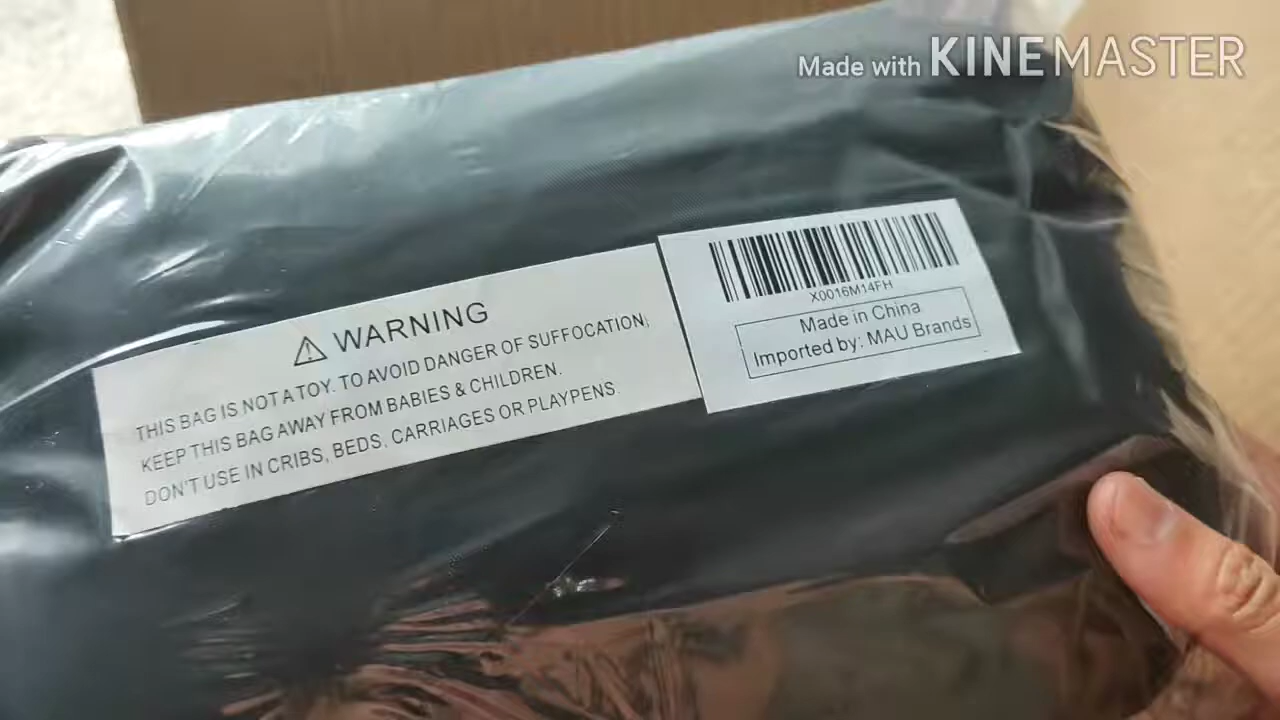 Made with KINEMASTER
⚠ WARNING
THIS BAG IS NOT A TOY. TO AVOID DANGER OF SUFFOCATION;
KEEP THIS BAG AWAY FROM BABIES & CHILDREN.
DON'T USE IN CRIBS, BEDS, CARRIAGES OR PLAYPENS.
X0016M14FH
Made in China
Imported by: MAU Brands